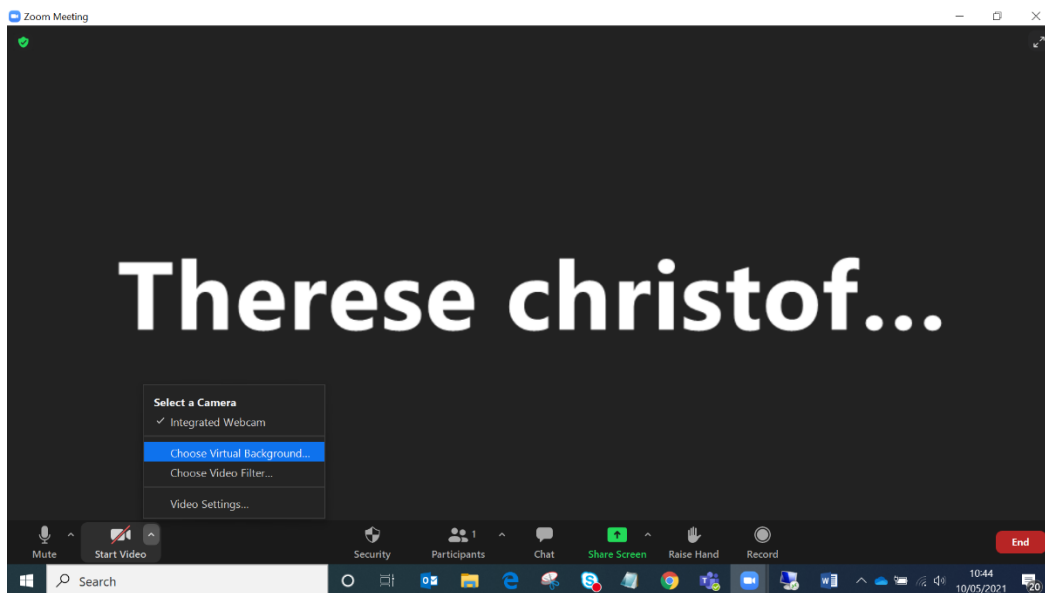 Zoom Meeting
Therese christof...
Select a Camera
✓ Integrated Webcam
Choose Virtual Background...
Choose Video Filter...
Video Settings...
Mute
Start Video
Security
Participants 1
Chat
Share Screen
Raise Hand
Record
End
Search
10:44
10/05/2021
20